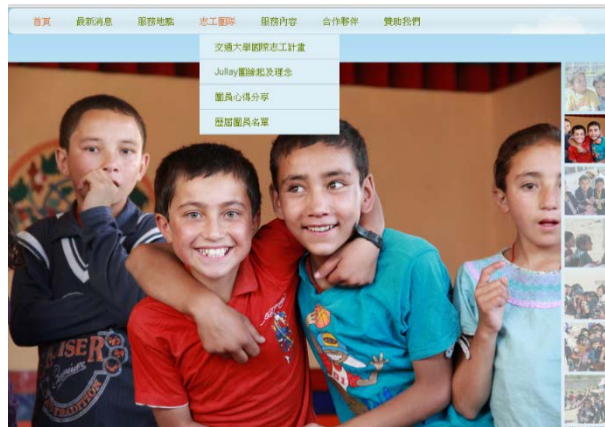 首頁 最新消息 服務地點 志工團隊 服務內容 合作夥伴 贊助我們
交通大學國際志工計畫
Jullay團緣起及理念
團員心得分享
歷屆團員名單